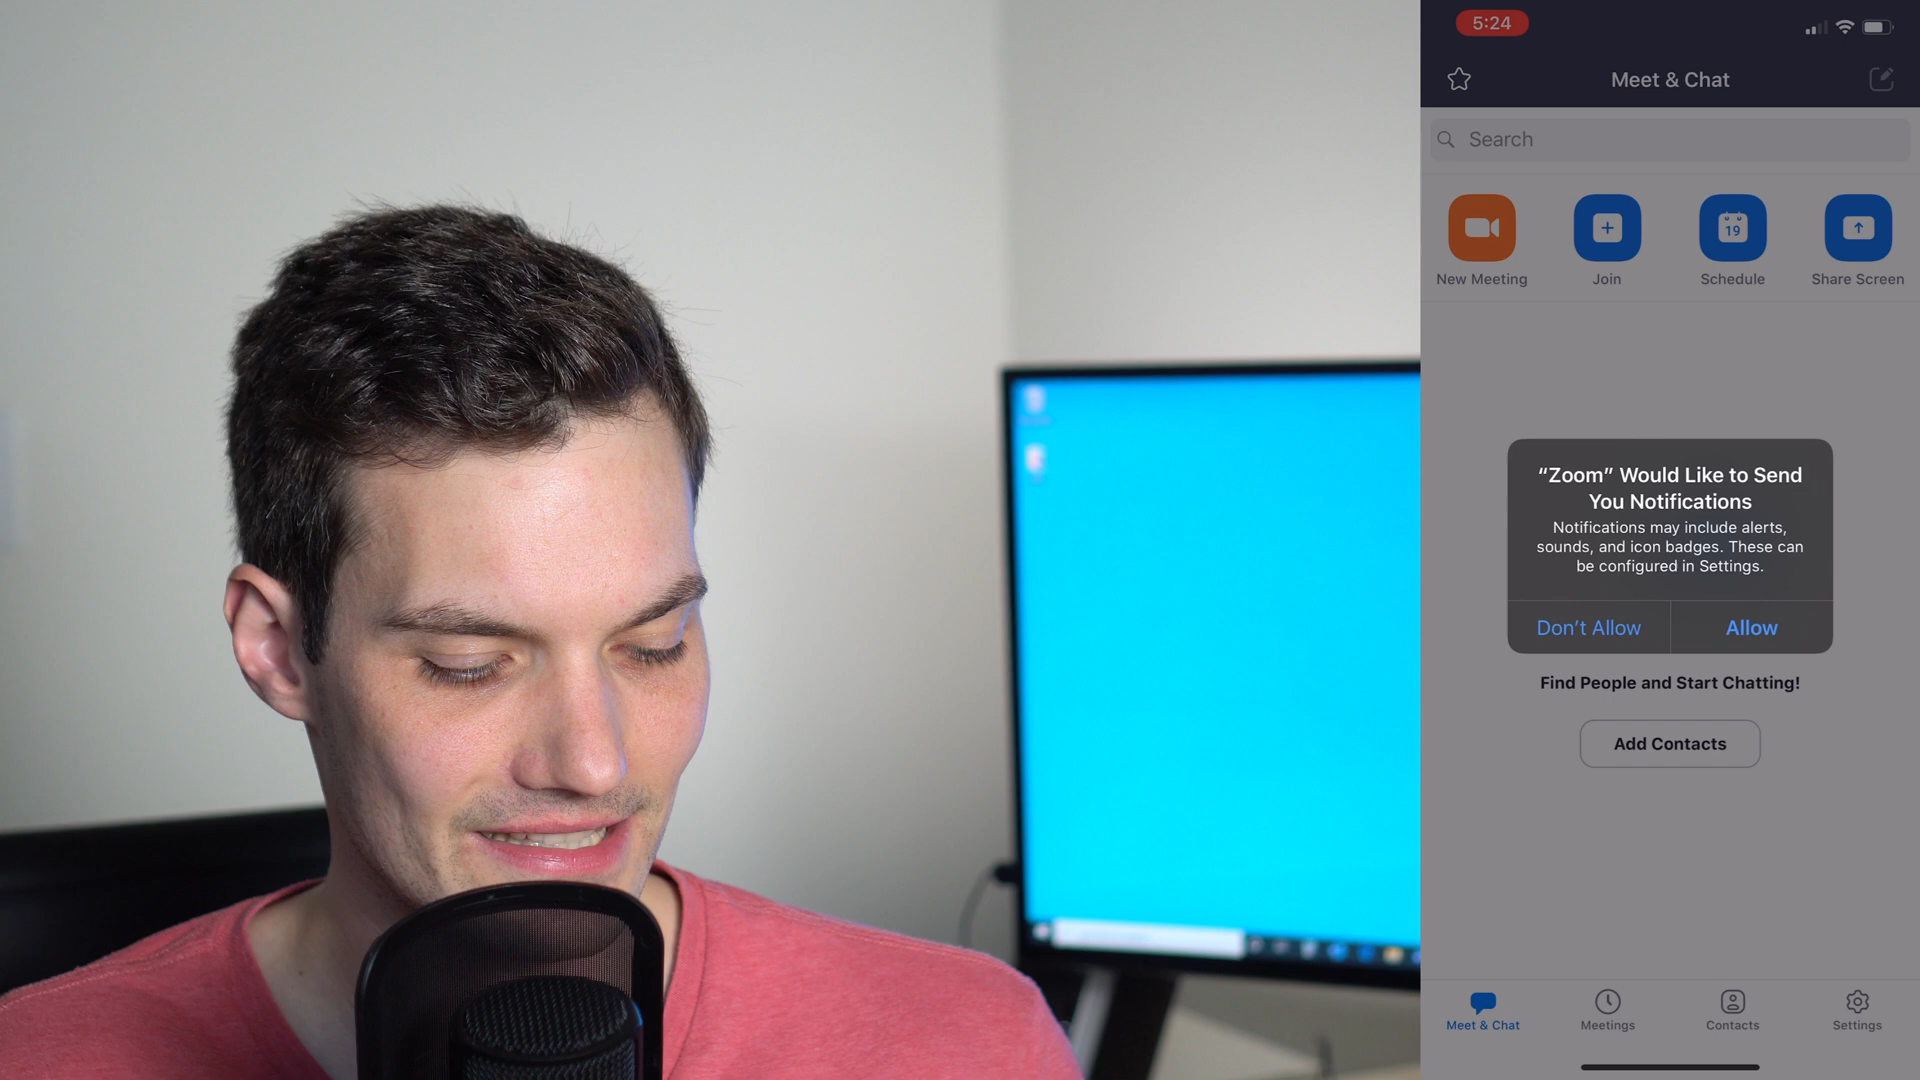 5:24
Meet & Chat
Search
19
New Meeting
Join
Schedule
Share Screen
“Zoom” Would Like to Send
You Notifications
Notifications may include alerts,
sounds, and icon badges. These can
be configured in Settings.
Don’t Allow
Allow
Find People and Start Chatting!
Add Contacts
Meet & Chat
Meetings
Contacts
Settings